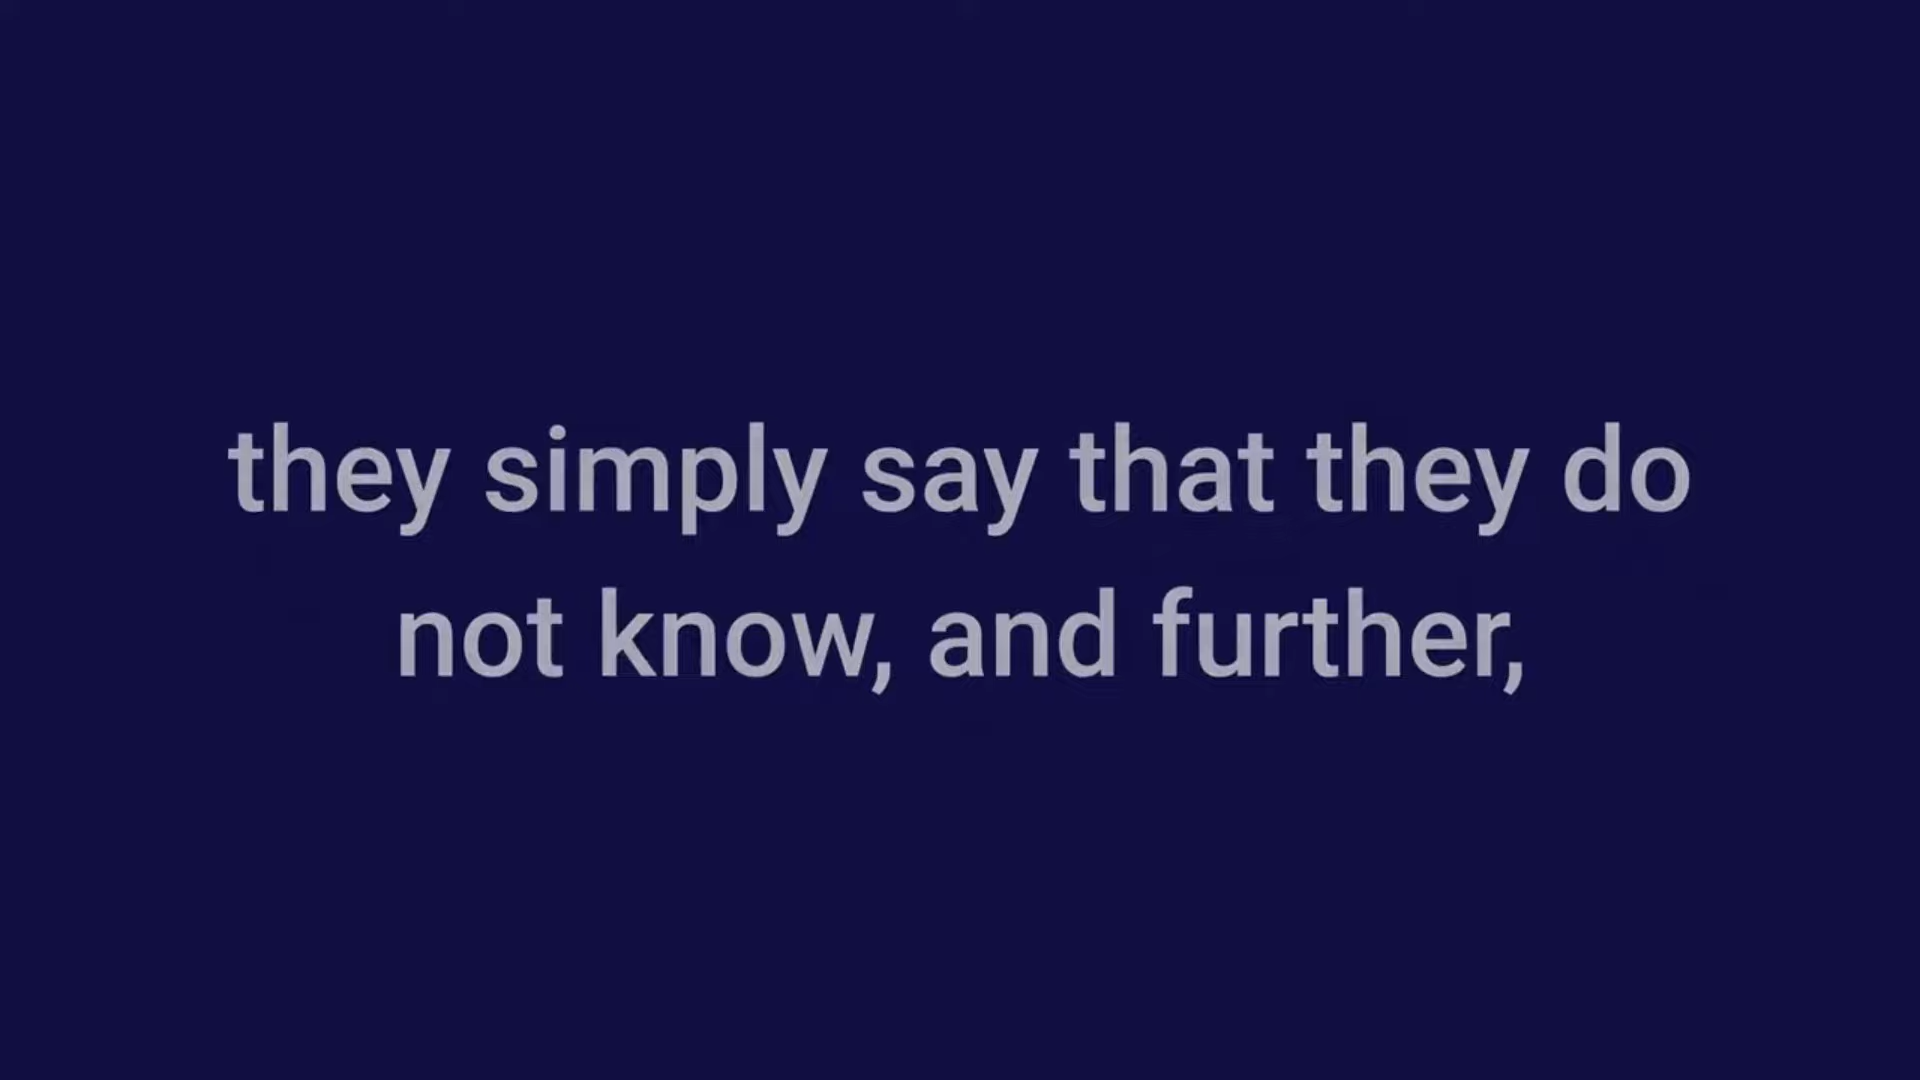 they simply say that they do
not know, and further,